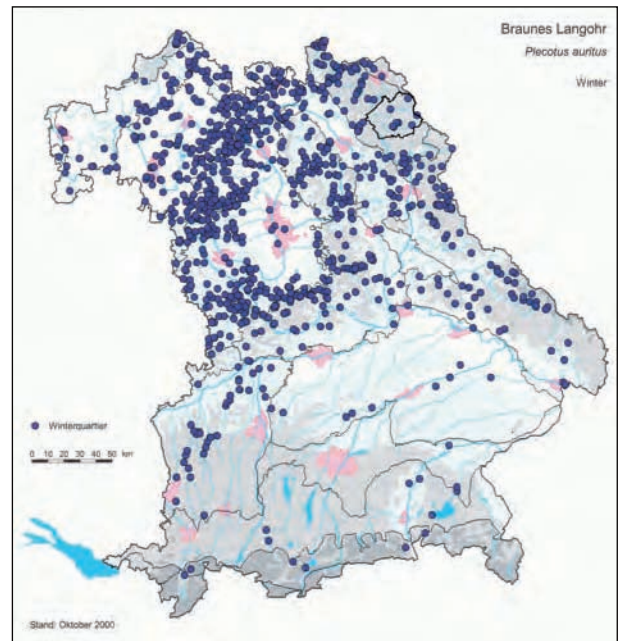 Braunes Langohr
Plecotus auritus
Winter
Winterquartier
0 10 20 30 40 50 km
Stand: Oktober 2000